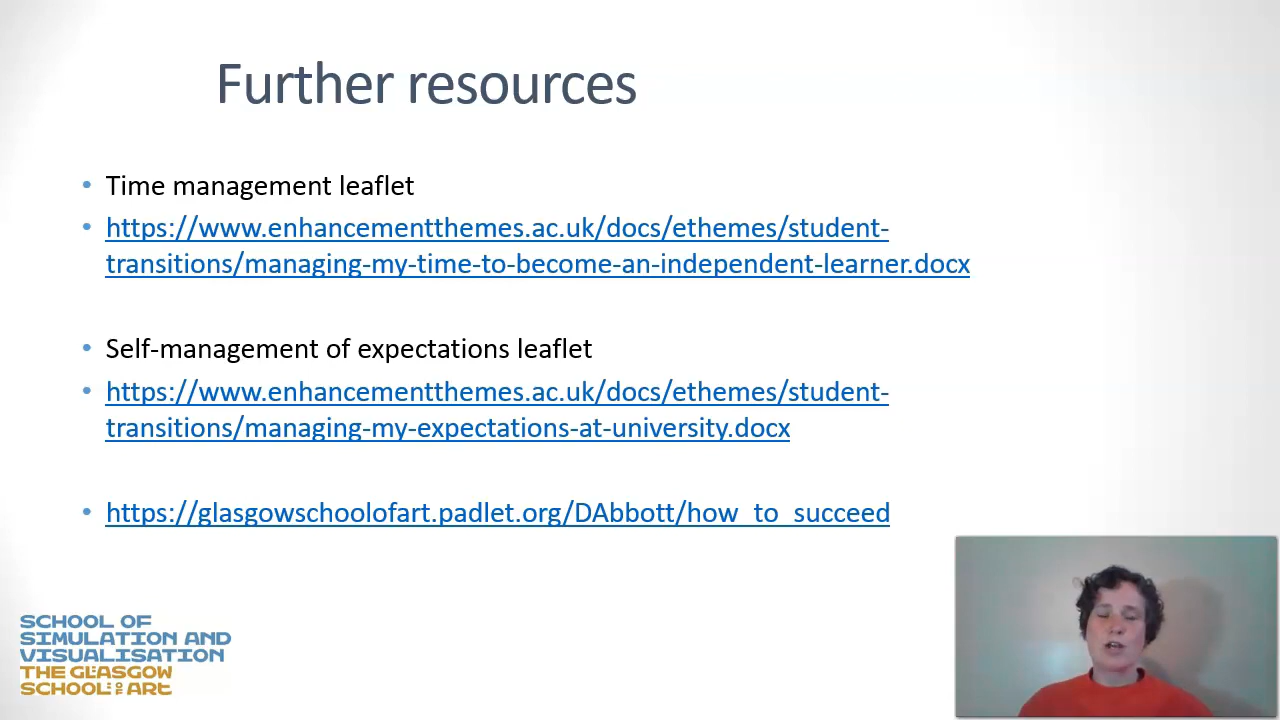 Further resources
Time management leaflet
https://www.enhancementthemes.ac.uk/docs/ethemes/student-
transitions/managing-my-time-to-become-an-independent-learner.docx
Self-management of expectations leaflet
https://www.enhancementthemes.ac.uk/docs/ethemes/student-
transitions/managing-my-expectations-at-university.docx
https://glasgowschoolofart.padlet.org/DAbbott/how_to_succeed
SCHOOL OF
SIMULATION AND
VISUALISATION
THE GLASGOW
SCHOOL OF ART